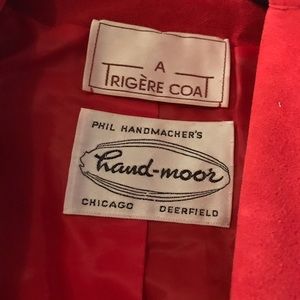 A
TRIGÈRE COAT
PHIL HANDMACHER'S
hand-moor
CHICAGO DEERFIELD